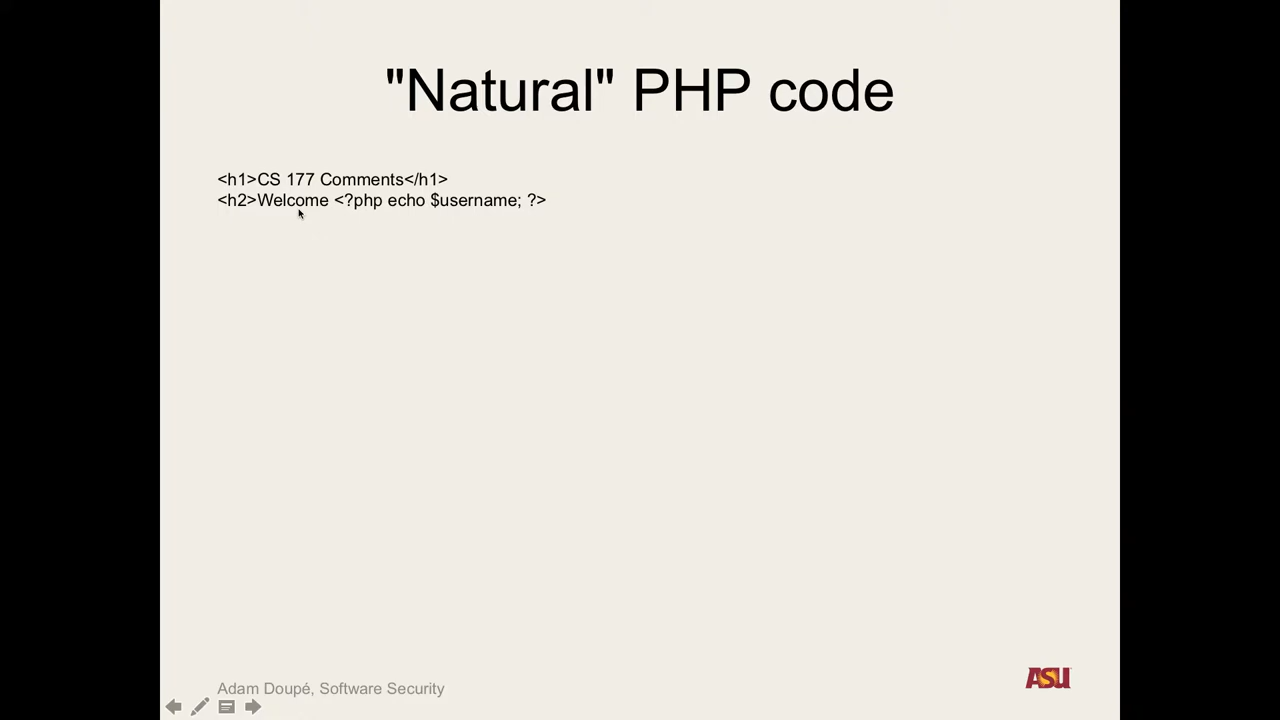 "Natural" PHP code
<h1>CS 177 Comments</h1>
<h2>Welcome <?php echo $username; ?>
Adam Doupé, Software Security
ASU